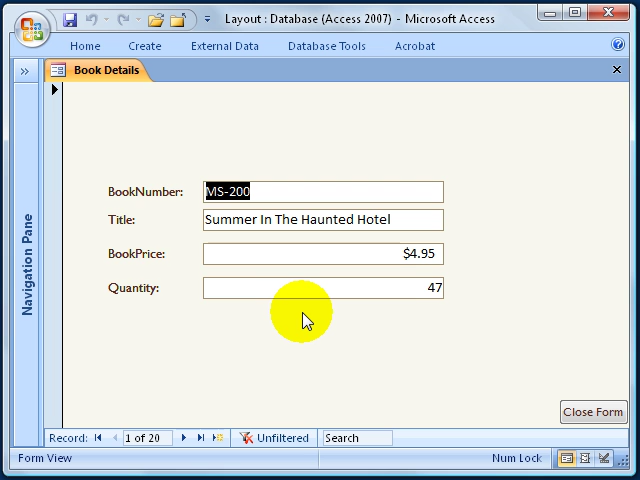 Layout : Database (Access 2007) - Microsoft Access
Home Create External Data Database Tools Acrobat
Book Details
Navigation Pane
BookNumber: MS-200
Title: Summer In The Haunted Hotel
BookPrice: $4.95
Quantity: 47
Close Form
Record: 1 of 20 Unfiltered Search
Form View Num Lock